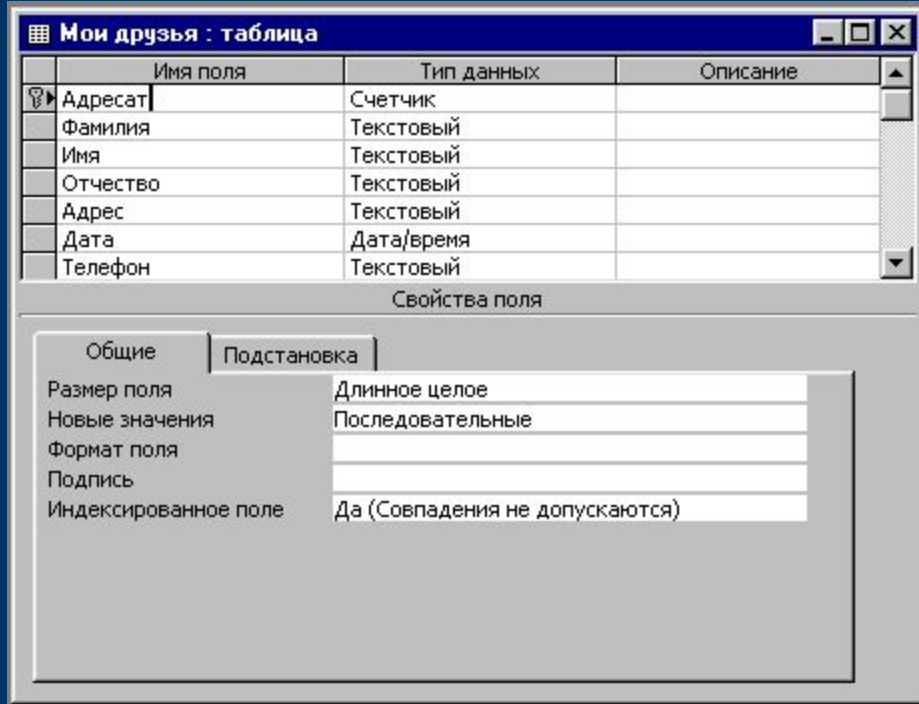 Мои друзья : таблица
Имя поля Тип данных Описание
Адресат Счетчик
Фамилия Текстовый
Имя Текстовый
Отчество Текстовый
Адрес Текстовый
Дата Дата/время
Телефон Текстовый
Свойства поля
Общие Подстановка
Размер поля Длинное целое
Новые значения Последовательные
Формат поля
Подпись
Индексированное поле Да (Совпадения не допускаются)